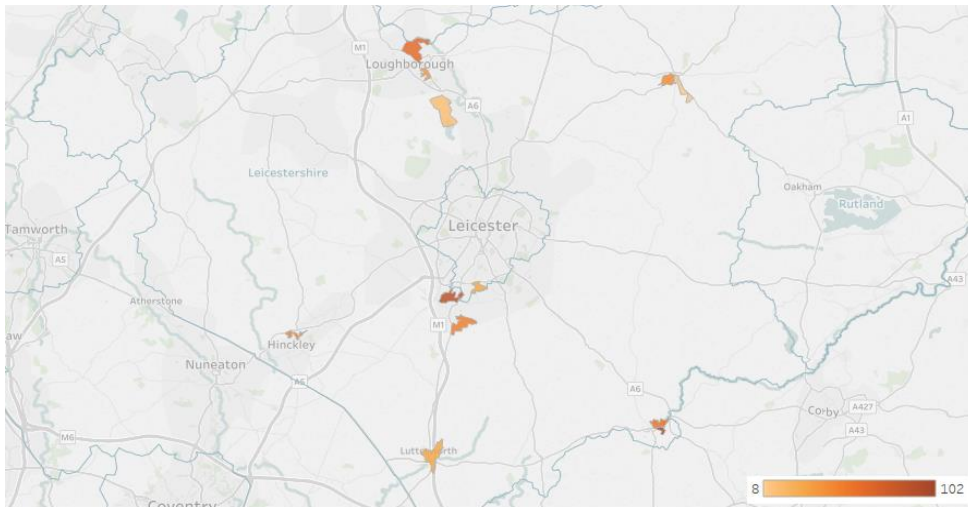 M1
Loughborough
A6
A1
Leicestershire
Oakham
Rutland
Leicester
Tamworth
A5
A43
Atherstone
M1
Hinckley
Nuneaton
A5
A6
Corby
A427
A43
M6
Coventry
8
102